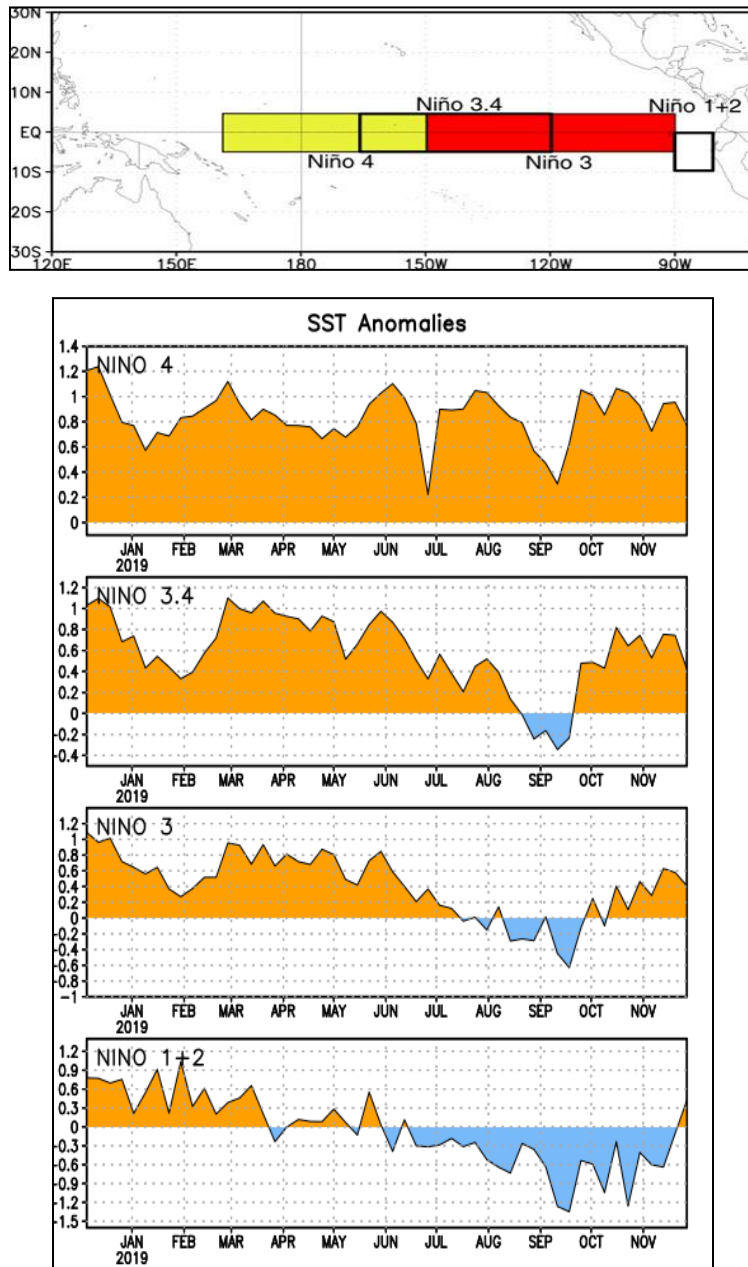 30N
20N
10N
Niño 3.4
Niño 1+2
EQ
Niño 4
Niño 3
10S
20S
30S
120E 150E 180 150W 120W 90W
SST Anomalies
NINO 4
1.4
1.2
1
0.8
0.6
0.4
0.2
0
JAN FEB MAR APR MAY JUN JUL AUG SEP OCT NOV
2019
NINO 3.4
1.2
1
0.8
0.6
0.4
0.2
0
-0.2
-0.4
JAN FEB MAR APR MAY JUN JUL AUG SEP OCT NOV
2019
NINO 3
1.2
1
0.8
0.6
0.4
0.2
0
-0.2
-0.4
-0.6
-0.8
-1
JAN FEB MAR APR MAY JUN JUL AUG SEP OCT NOV
2019
NINO 1+2
1.2
0.9
0.6
0.3
0
-0.3
-0.6
-0.9
-1.2
-1.5
JAN FEB MAR APR MAY JUN JUL AUG SEP OCT NOV
2019